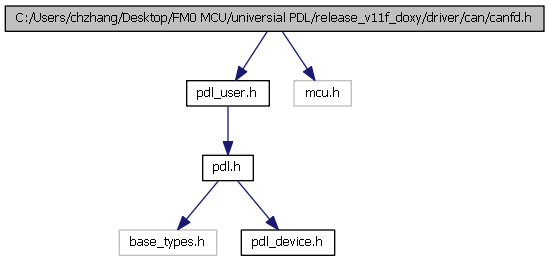 C:/Users/chzhang/Desktop/FM0 MCU/universial PDL/release_v11f_doxy/driver/can/canfd.h
pdl_user.h
mcu.h
pdl.h
base_types.h
pdl_device.h